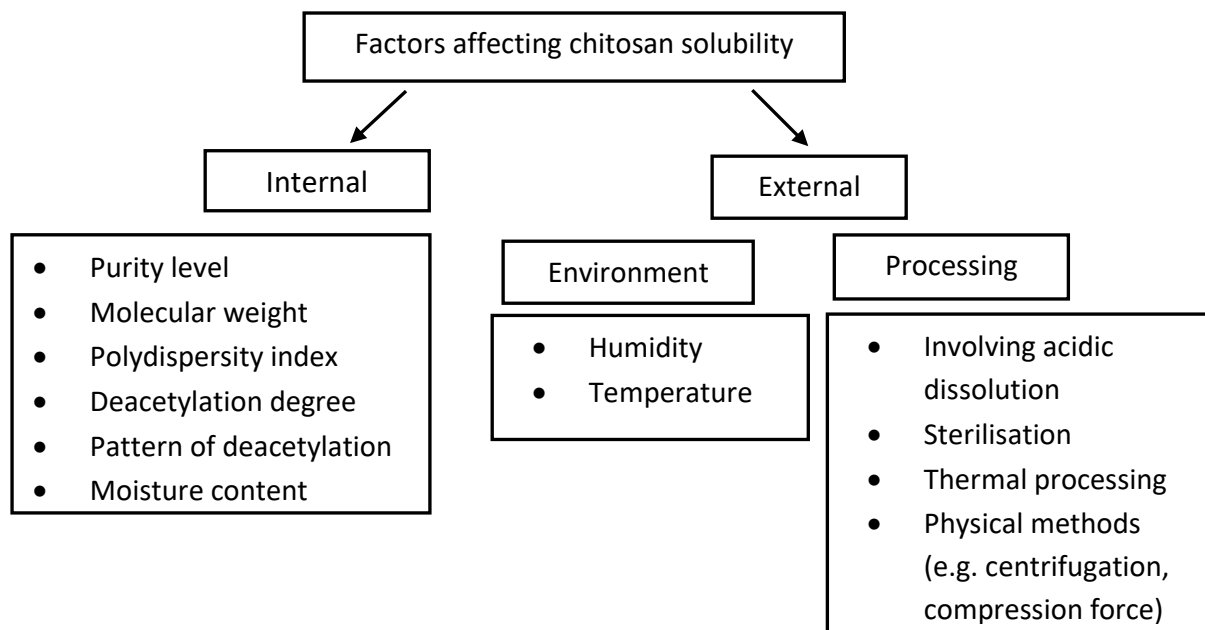 Factors affecting chitosan solubility
Internal
External
• Purity level
• Molecular weight
• Polydispersity index
• Deacetylation degree
• Pattern of deacetylation
• Moisture content
Environment
• Humidity
• Temperature
Processing
• Involving acidic
dissolution
• Sterilisation
• Thermal processing
• Physical methods
(e.g. centrifugation,
compression force)